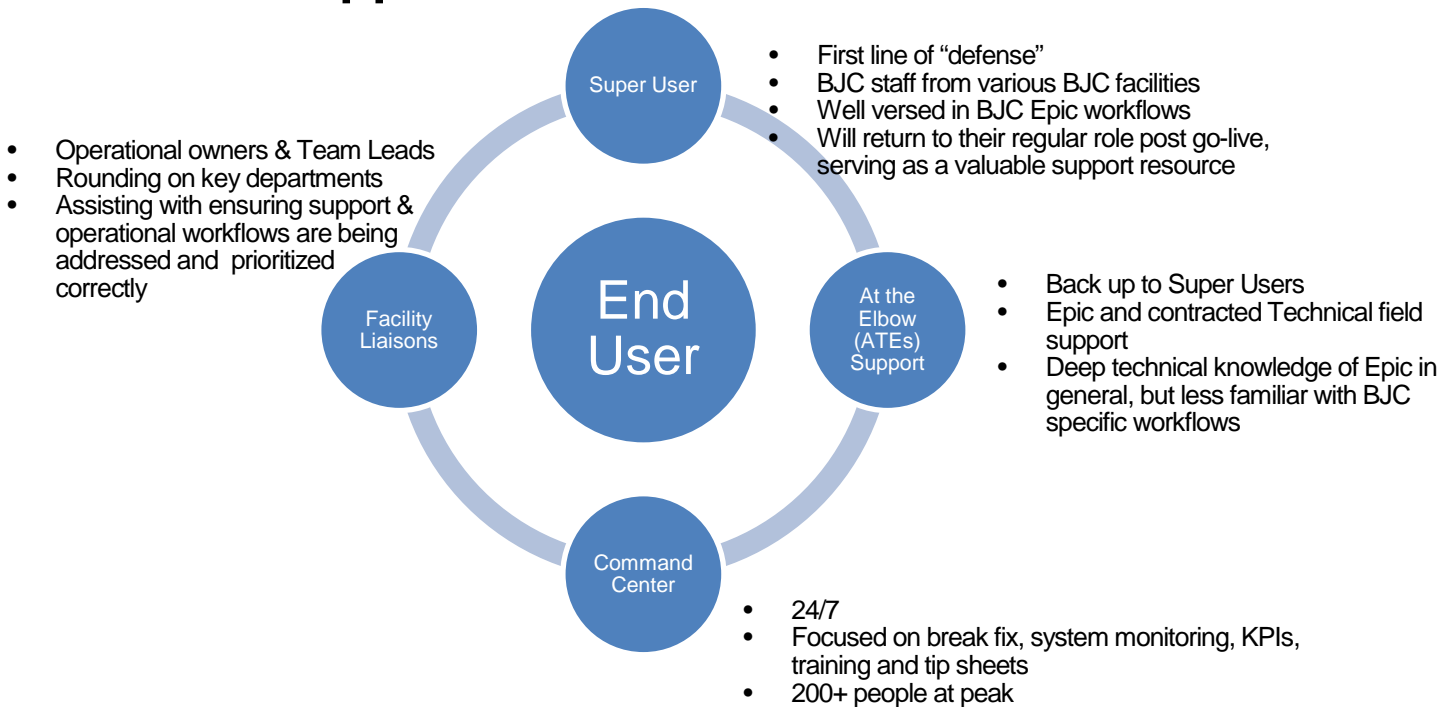 Super User
• First line of “defense”
• BJC staff from various BJC facilities
• Well versed in BJC Epic workflows
• Will return to their regular role post go-live,
serving as a valuable support resource
• Operational owners & Team Leads
• Rounding on key departments
• Assisting with ensuring support &
operational workflows are being
addressed and prioritized
correctly
Facility
Liaisons
End
User
At the
Elbow
(ATEs)
Support
• Back up to Super Users
• Epic and contracted Technical field
support
• Deep technical knowledge of Epic in
general, but less familiar with BJC
specific workflows
Command
Center
• 24/7
• Focused on break fix, system monitoring, KPIs,
training and tip sheets
• 200+ people at peak